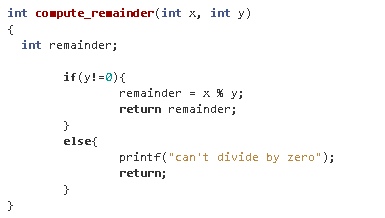 int compute_remainder(int x, int y)
{
  int remainder;

        if(y!=0){
                remainder = x % y;
                return remainder;
        }
        else{
                printf("can't divide by zero");
                return;
        }
}